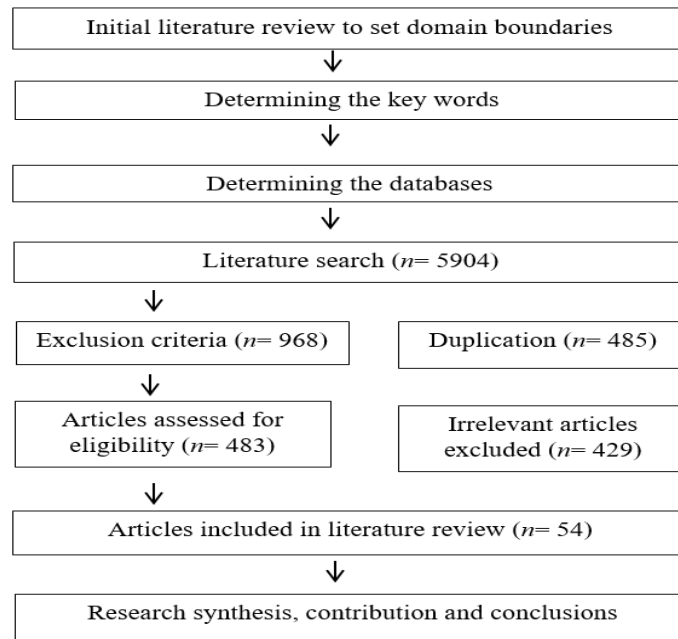 Initial literature review to set domain boundaries
Determining the key words
Determining the databases
Literature search (n= 5904)
Exclusion criteria (n= 968)
Duplication (n= 485)
Articles assessed for
eligibility (n= 483)
Irrelevant articles
excluded (n= 429)
Articles included in literature review (n= 54)
Research synthesis, contribution and conclusions